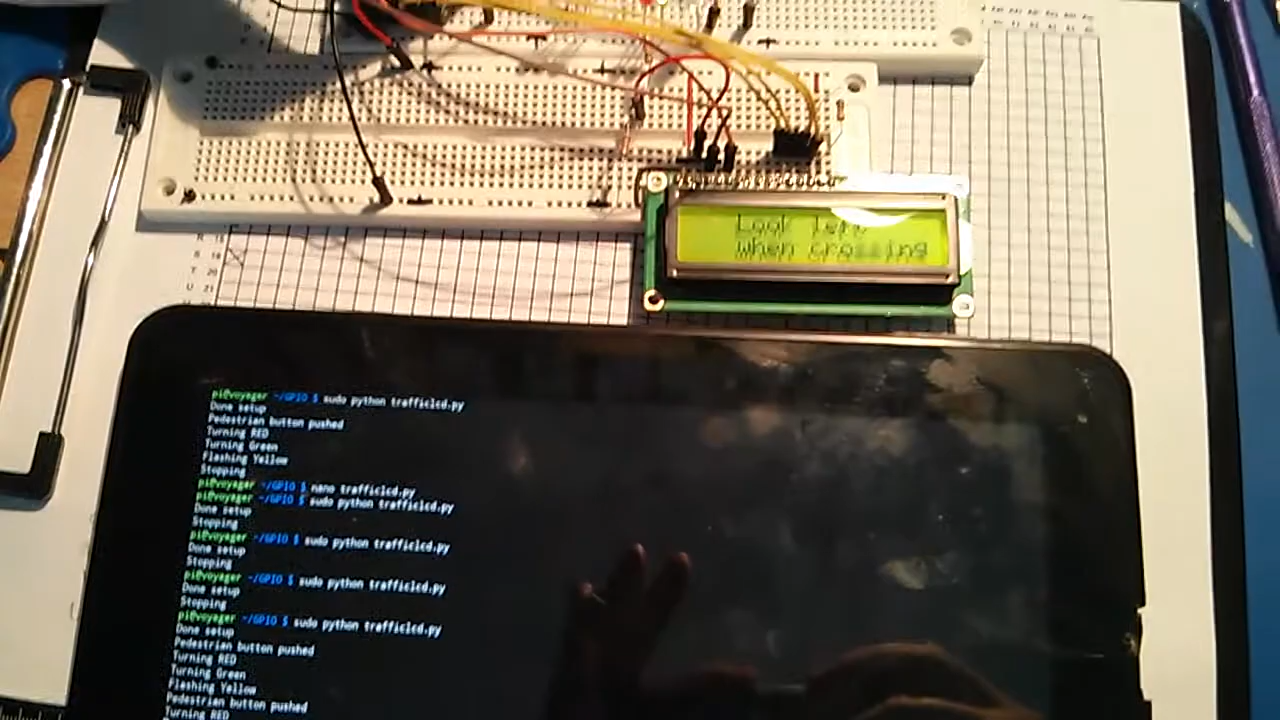 Look left
when crossing
pi@voyager ~/GPIO $ sudo python trafficlcd.py
Done setup
Pedestrian button pushed
Turning RED
Turning Green
Flashing Yellow
Stopping
pi@voyager ~/GPIO $ nano trafficlcd.py
pi@voyager ~/GPIO $ sudo python trafficlcd.py
Done setup
Stopping
pi@voyager ~/GPIO $ sudo python trafficlcd.py
Done setup
Stopping
pi@voyager ~/GPIO $ sudo python trafficlcd.py
Done setup
Stopping
pi@voyager ~/GPIO $ sudo python trafficlcd.py
Done setup
Pedestrian button pushed
Turning RED
Turning Green
Flashing Yellow
Pedestrian button pushed
Turning RED